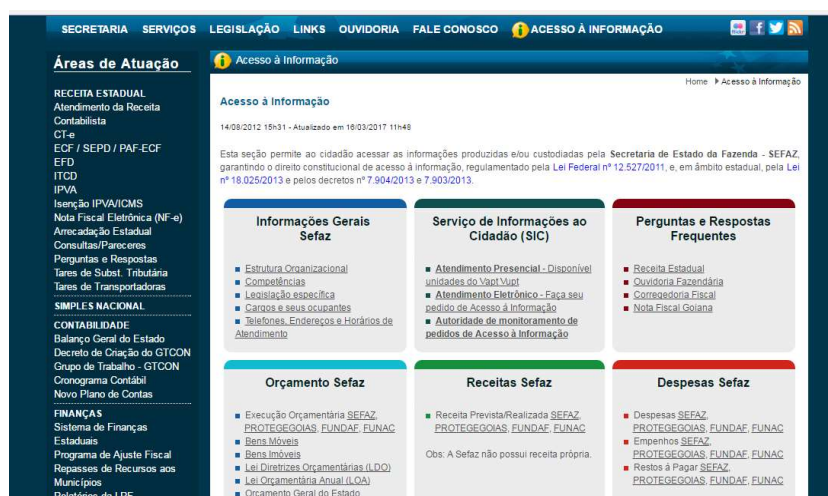 SECRETARIA SERVIÇOS LEGISLAÇÃO LINKS OUVIDORIA FALE CONOSCO ACESSO À INFORMAÇÃO
Áreas de Atuação
RECEITA ESTADUAL
Atendimento da Receita
Contabilista
CT-e
ECF / SEPD / PAF-ECF
EFD
ITCD
IPVA
Isenção IPVA/ICMS
Nota Fiscal Eletrônica (NF-e)
Arrecadação Estadual
Consultas/Pareceres
Perguntas e Respostas
Tares de Subst. Tributária
Tares de Transportadoras
SIMPLES NACIONAL
CONTABILIDADE
Balanço Geral do Estado
Decreto de Criação do GTCON
Grupo de Trabalho - GTCON
Cronograma Contábil
Novo Plano de Contas
FINANÇAS
Sistema de Finanças
Estaduais
Programa de Ajuste Fiscal
Repasses de Recursos aos
Municípios
Relatórios da LRF
Acesso à Informação
Home Acesso à Informação
Acesso à Informação
14/08/2012 15h31 - Atualizado em 16/03/2017 11h48
Esta seção permite ao cidadão acessar as informações produzidas e/ou custodiadas pela Secretaria de Estado da Fazenda - SEFAZ,
garantindo o direito constitucional de acesso à informação, regulamentado pela Lei Federal nº 12.527/2011, e, em âmbito estadual, pela Lei
nº 18.025/2013 e pelos decretos nº 7.904/2013 e 7.903/2013.
Informações Gerais
Sefaz
Estrutura Organizacional
Competências
Legislação específica
Cargos e seus ocupantes
Telefones, Endereços e Horários de
Atendimento
Serviço de Informações ao
Cidadão (SIC)
Atendimento Presencial - Disponível
unidades do Vapt Vupt
Atendimento Eletrônico - Faça seu
pedido de Acesso à Informação
Autoridade de monitoramento de
pedidos de Acesso à Informação
Perguntas e Respostas
Frequentes
Receita Estadual
Ouvidoria Fazendária
Corregedoria Fiscal
Nota Fiscal Goiana
Orçamento Sefaz
Execução Orçamentária SEFAZ,
PROTEGEGOIAS, FUNDAF, FUNAC
Bens Móveis
Bens Imóveis
Lei Diretrizes Orçamentárias (LDO)
Lei Orçamentária Anual (LOA)
Orçamento Geral do Estado
Receitas Sefaz
Receita Prevista/Realizada SEFAZ,
PROTEGEGOIAS, FUNDAF, FUNAC
Obs: A Sefaz não possui receita própria.
Despesas Sefaz
Despesas SEFAZ,
PROTEGEGOIAS, FUNDAF, FUNAC
Empenhos SEFAZ,
PROTEGEGOIAS, FUNDAF, FUNAC
Restos à Pagar SEFAZ,
PROTEGEGOIAS, FUNDAF, FUNAC